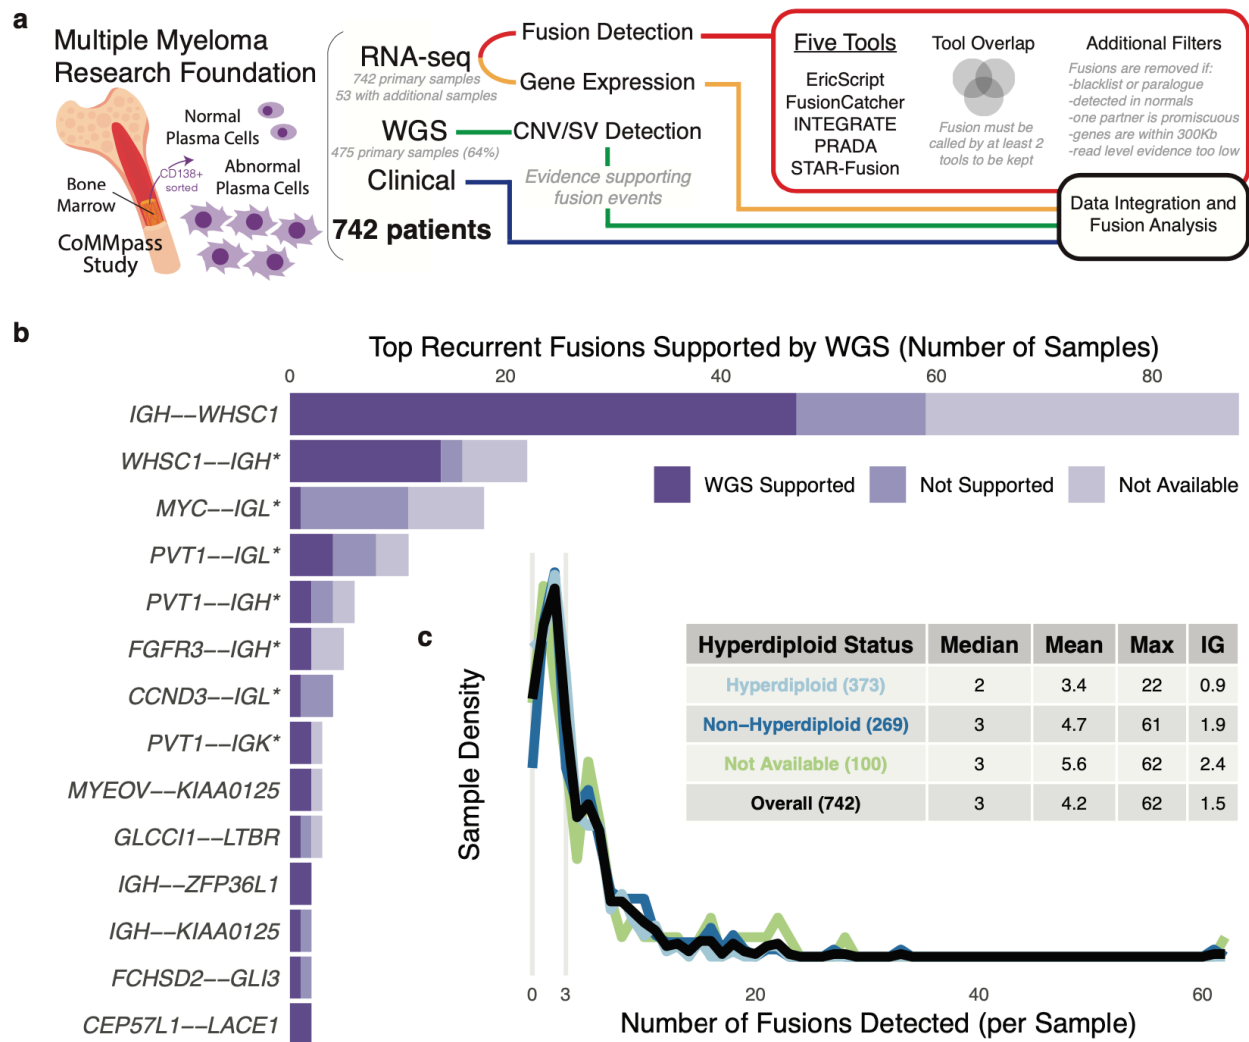 a
Multiple Myeloma
Research Foundation
Normal
Plasma Cells
CD138+
sorted
Abnormal
Plasma Cells
Bone
Marrow
CoMMpass
Study
RNA-seq
742 primary samples
53 with additional samples
WGS
475 primary samples (64%)
Clinical
742 patients
Fusion Detection
Gene Expression
CNV/SV Detection
Evidence supporting
fusion events
Five Tools
EricScript
FusionCatcher
INTEGRATE
PRADA
STAR-Fusion
Tool Overlap
Fusion must be
called by at least 2
tools to be kept
Additional Filters
Fusions are removed if:
-blacklist or paralogue
-detected in normals
-one partner is promiscuous
-genes are within 300Kb
-read level evidence too low
Data Integration and
Fusion Analysis
b
Top Recurrent Fusions Supported by WGS (Number of Samples)
0 20 40 60 80
IGH--WHSC1
WHSC1--IGH*
MYC--IGL*
PVT1--IGL*
PVT1--IGH*
FGFR3--IGH*
CCND3--IGL*
PVT1--IGK*
MYEOV--KIAA0125
GLCCI1--LTBR
IGH--ZFP36L1
IGH--KIAA0125
FCHSD2--GLI3
CEP57L1--LACE1
WGS Supported Not Supported Not Available
c
Sample Density
Hyperdiploid Status Median Mean Max IG
Hyperdiploid (373) 2 3.4 22 0.9
Non-Hyperdiploid (269) 3 4.7 61 1.9
Not Available (100) 3 5.6 62 2.4
Overall (742) 3 4.2 62 1.5
0 3 20 40 60
Number of Fusions Detected (per Sample)